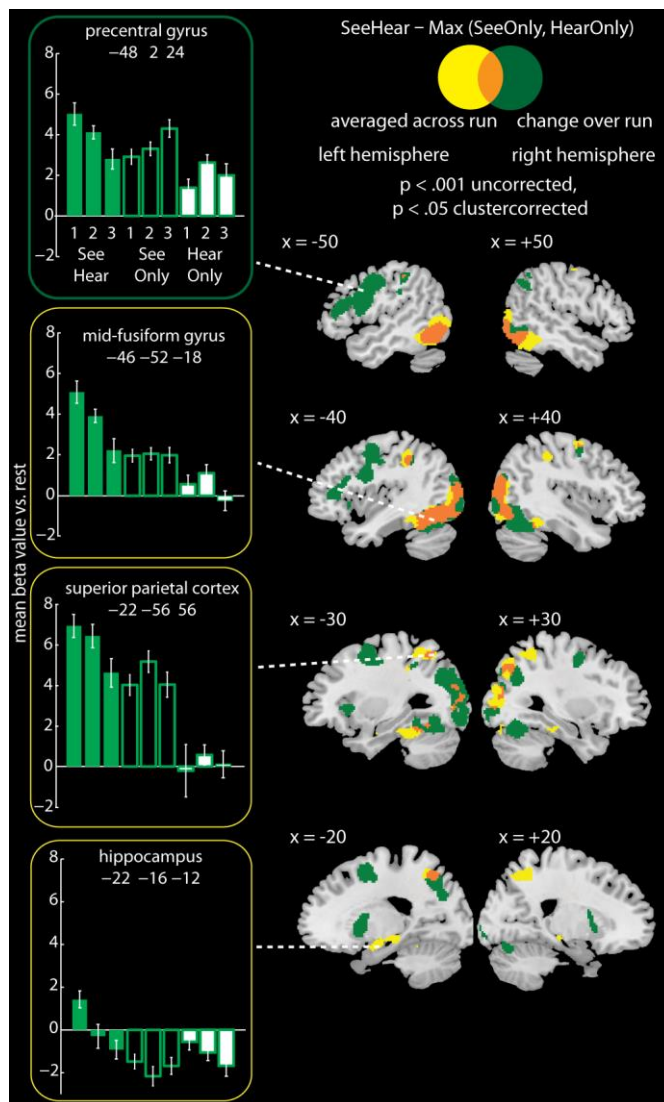 precentral gyrus
−48 2 24
8
6
4
2
0
−2
1 2 3 1 2 3 1 2 3
See See Hear
Hear Only Only
mid-fusiform gyrus
−46 −52 −18
8
6
4
2
0
−2
superior parietal cortex
−22 −56 56
8
6
4
2
0
−2
hippocampus
−22 −16 −12
8
6
4
2
0
−2
mean beta value vs. rest
SeeHear – Max (SeeOnly, HearOnly)
averaged across run change over run
left hemisphere right hemisphere
p < .001 uncorrected,
p < .05 clustercorrected
x = -50 x = +50
x = -40 x = +40
x = -30 x = +30
x = -20 x = +20